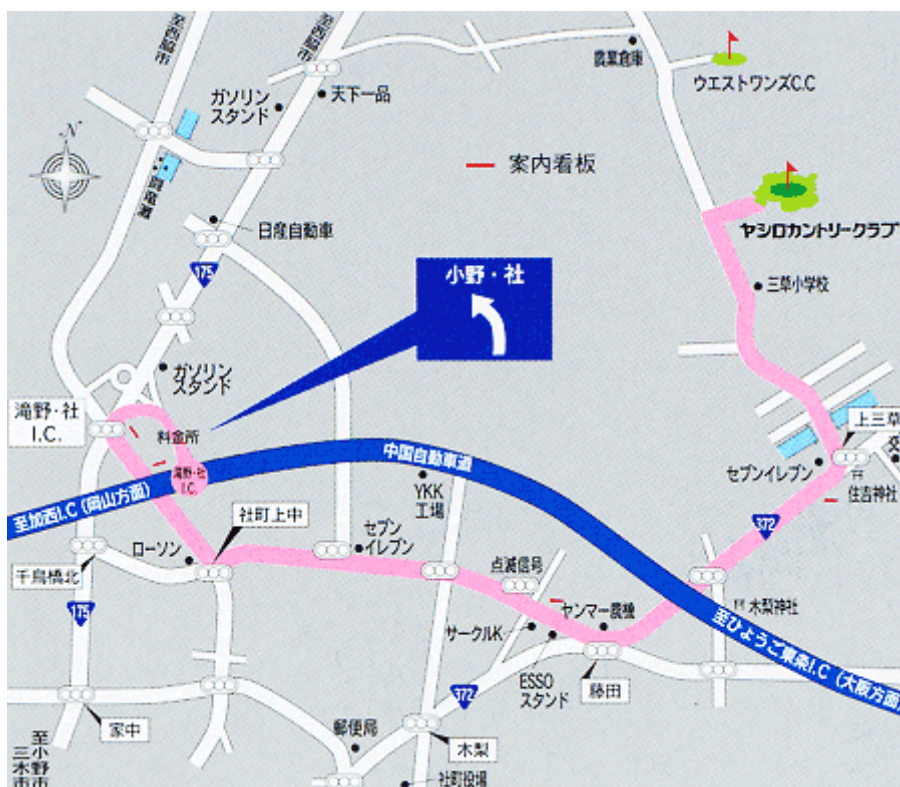 至西脇市
至西脇市
農業倉庫
ウエストワンズC.C
ガソリン
スタンド
天下一品
N
案内看板
日産自動車
ヤシロカントリークラブ
小野・社
175
三草小学校
ガソリン
スタンド
滝野・社
I.C.
料金所
上三草
中国自動車道
セブンイレブン
滝野・社
I.C.
至加西I.C(岡山方面)
YKK
工場
住吉神社
社町上中
372
セブン
イレブン
ローソン
点滅信号
千鳥橋北
175
ヤンマー農機
木梨神社
サークルK
至ひょうご東条I.C(大阪方面)
ESSO
スタンド
藤田
372
家中
郵便局
木梨
至小野市
三木市
社町役場